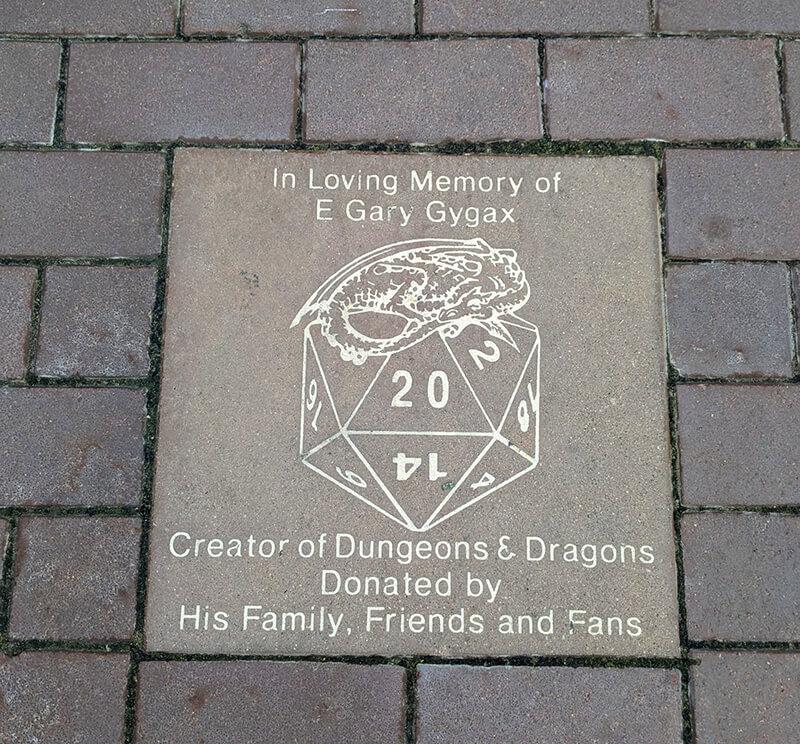 In Loving Memory of
E Gary Gygax
2
20
14
Creator of Dungeons & Dragons
Donated by
His Family, Friends and Fans